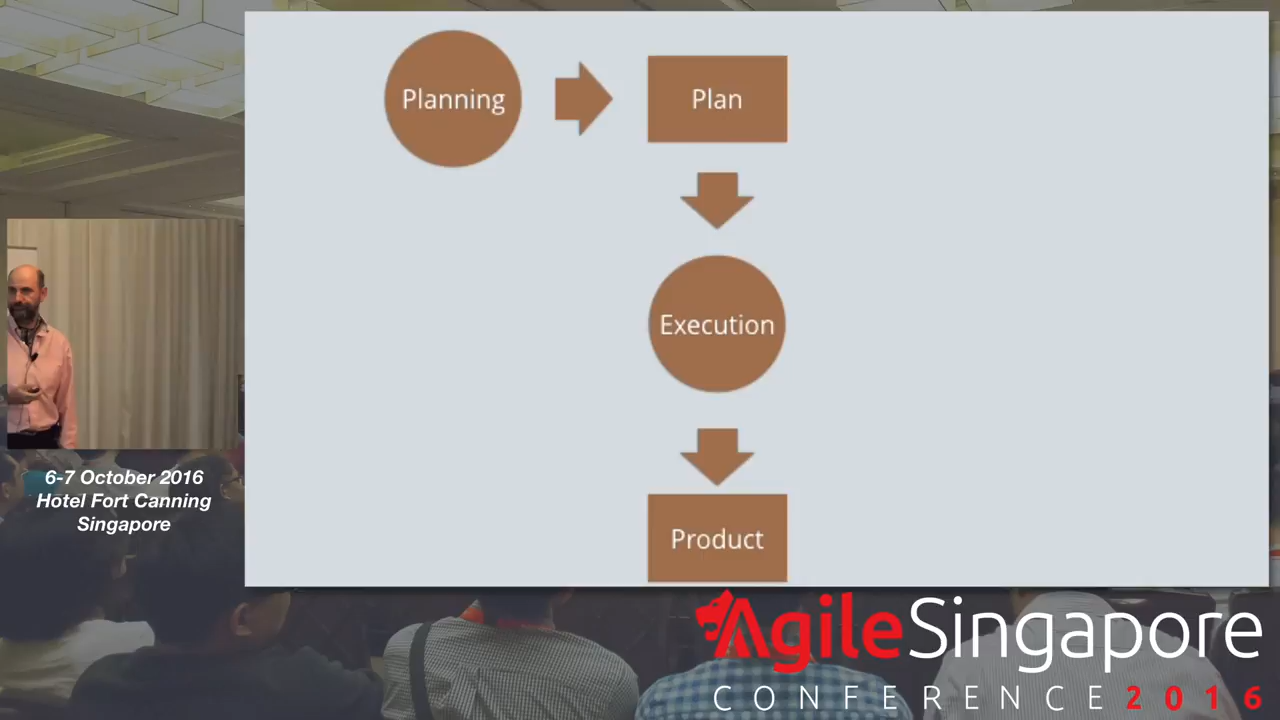 Planning
Plan
Execution
Product
6-7 October 2016
Hotel Fort Canning
Singapore
AgileSingapore
CONFERENCE 2016